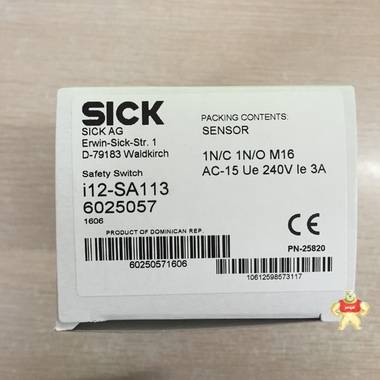 SICK
SICK AG
Erwin-Sick-Str. 1
D-79183 Waldkirch
Safety Switch
i12-SA113
6025057
1606
PACKING CONTENTS:
SENSOR
1N/C 1N/O M16
AC-15 Ue 240V Ie 3A
CE
PRODUCT OF DOMINICAN REP.
PN-25820
60250571606
10612598573117